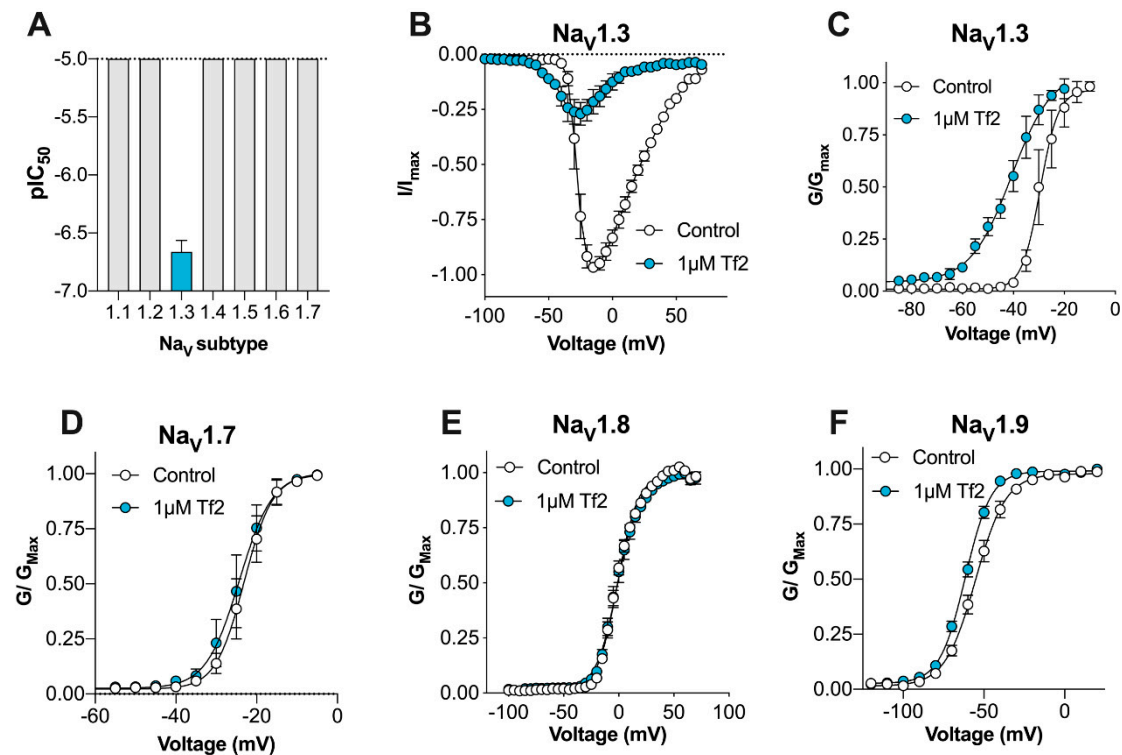 A
-5.0
-5.5
-6.0
-6.5
-7.0
pIC50
1.1 1.2 1.3 1.4 1.5 1.6 1.7
NaV subtype
B
NaV1.3
0.00
-0.25
-0.50
-0.75
-1.00
I/Imax
Control
1µM Tf2
-100 -50 0 50
Voltage (mV)
C
NaV1.3
Control
1µM Tf2
1.00
0.75
0.50
0.25
0.00
G/Gmax
-80 -60 -40 -20 0
Voltage (mV)
D
NaV1.7
Control
1µM Tf2
1.00
0.75
0.50
0.25
0.00
G/ GMax
-60 -40 -20 0
Voltage (mV)
E
NaV1.8
Control
1µM Tf2
1.00
0.75
0.50
0.25
0.00
G/ GMax
-100 -50 0 50 100
Voltage (mV)
F
NaV1.9
Control
1µM Tf2
1.00
0.75
0.50
0.25
0.00
G/ GMax
-100 -50 0
Voltage (mV)